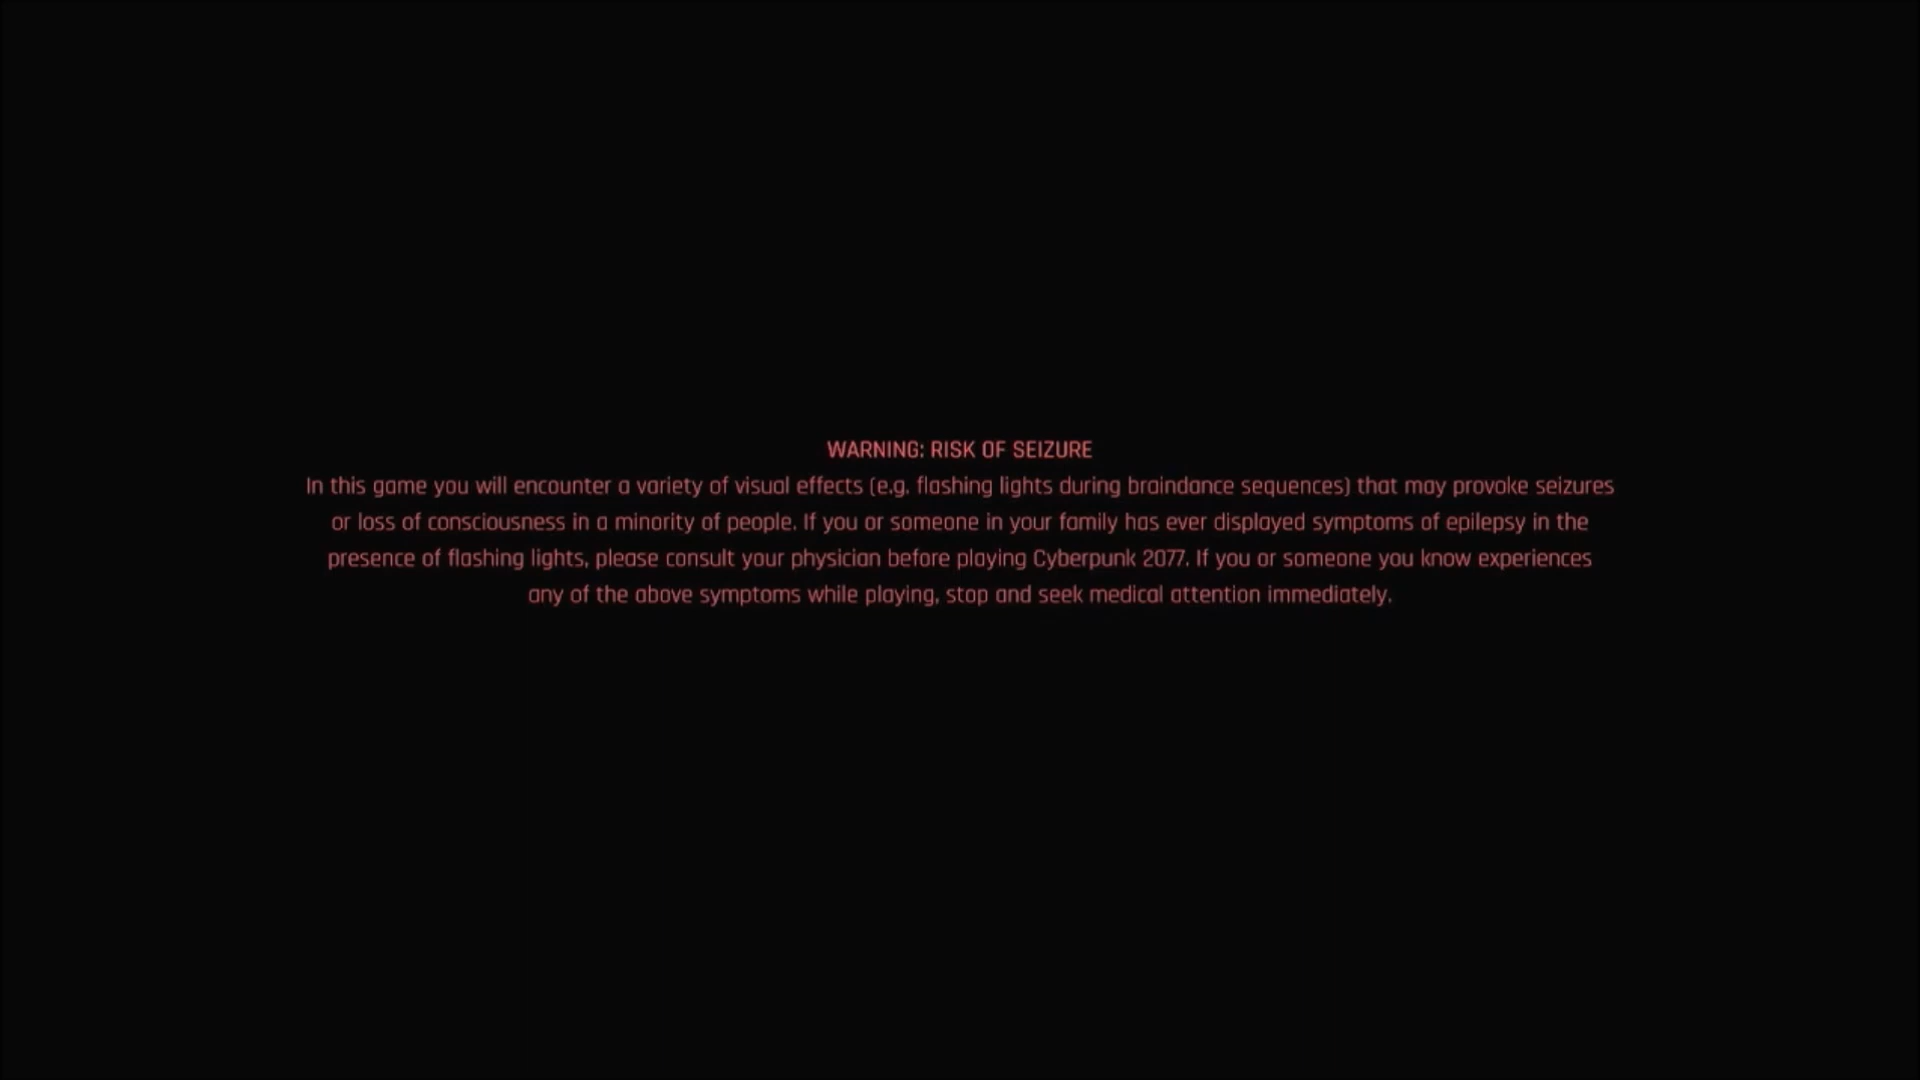 WARNING: RISK OF SEIZURE
In this game you will encounter a variety of visual effects (e.g. flashing lights during braindance sequences) that may provoke seizures
or loss of consciousness in a minority of people. If you or someone in your family has ever displayed symptoms of epilepsy in the
presence of flashing lights, please consult your physician before playing Cyberpunk 2077. If you or someone you know experiences
any of the above symptoms while playing, stop and seek medical attention immediately.